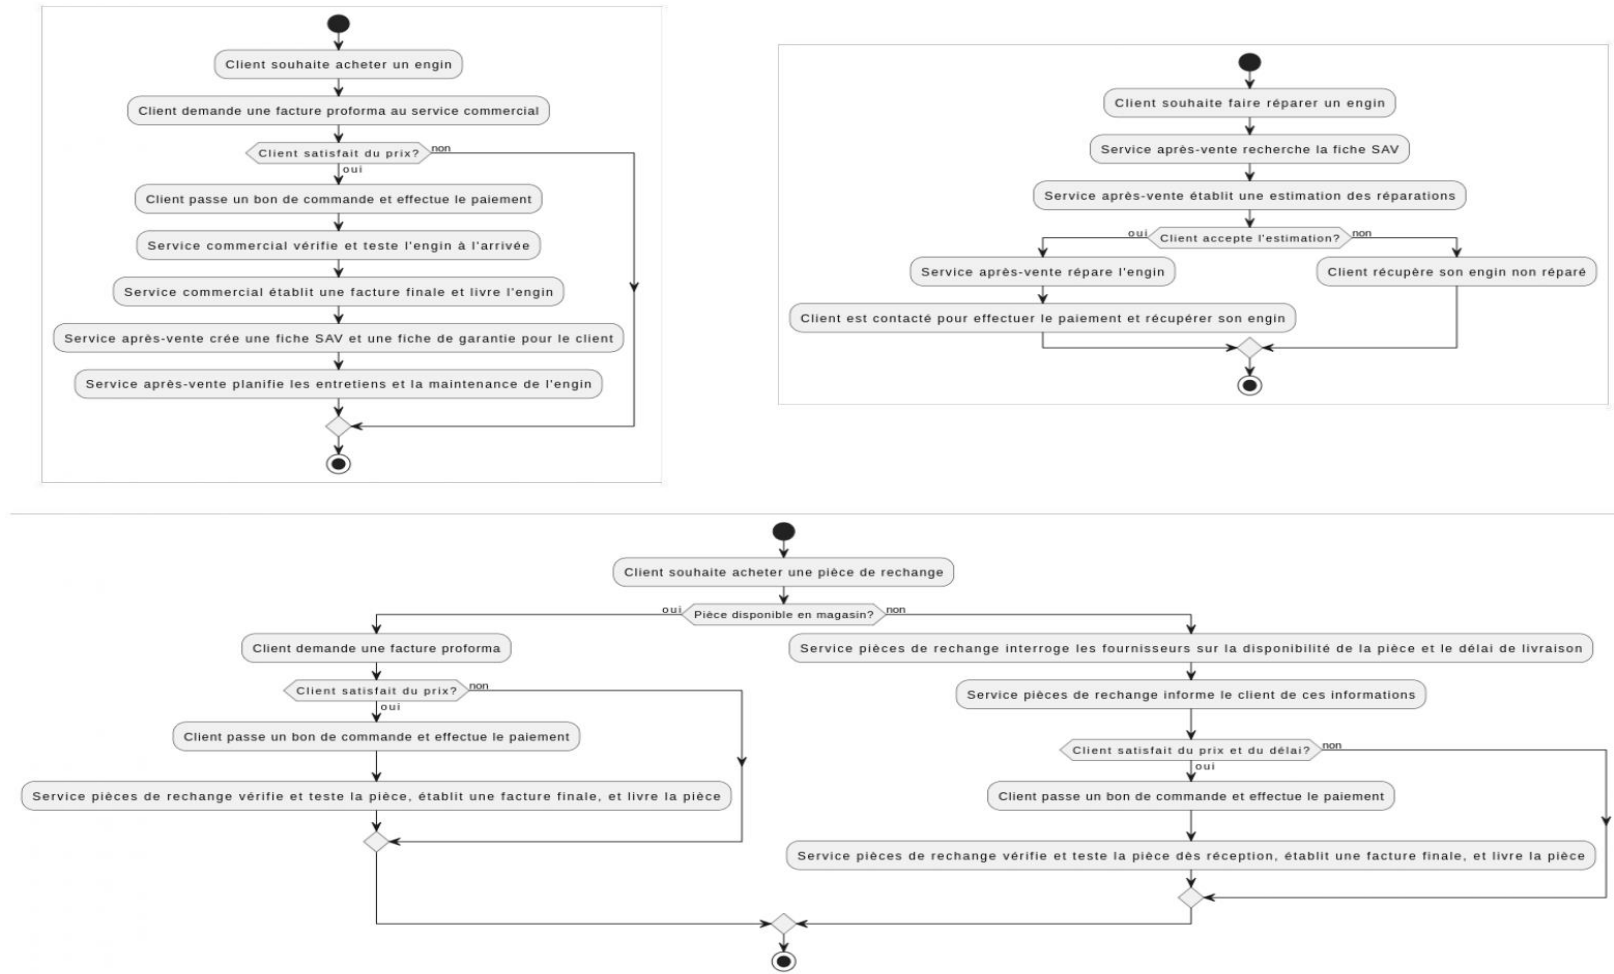 Client souhaite acheter un engin
Client demande une facture proforma au service commercial
Client satisfait du prix?
non
oui
Client passe un bon de commande et effectue le paiement
Service commercial vérifie et teste l'engin à l'arrivée
Service commercial établit une facture finale et livre l'engin
Service après-vente crée une fiche SAV et une fiche de garantie pour le client
Service après-vente planifie les entretiens et la maintenance de l'engin
Client souhaite faire réparer un engin
Service après-vente recherche la fiche SAV
Service après-vente établit une estimation des réparations
oui
Client accepte l'estimation?
non
Service après-vente répare l'engin
Client récupère son engin non réparé
Client est contacté pour effectuer le paiement et récupérer son engin
Client souhaite acheter une pièce de rechange
oui
Pièce disponible en magasin?
non
Client demande une facture proforma
Client satisfait du prix?
non
oui
Client passe un bon de commande et effectue le paiement
Service pièces de rechange vérifie et teste la pièce, établit une facture finale, et livre la pièce
Service pièces de rechange interroge les fournisseurs sur la disponibilité de la pièce et le délai de livraison
Service pièces de rechange informe le client de ces informations
Client satisfait du prix et du délai?
non
oui
Client passe un bon de commande et effectue le paiement
Service pièces de rechange vérifie et teste la pièce dès réception, établit une facture finale, et livre la pièce